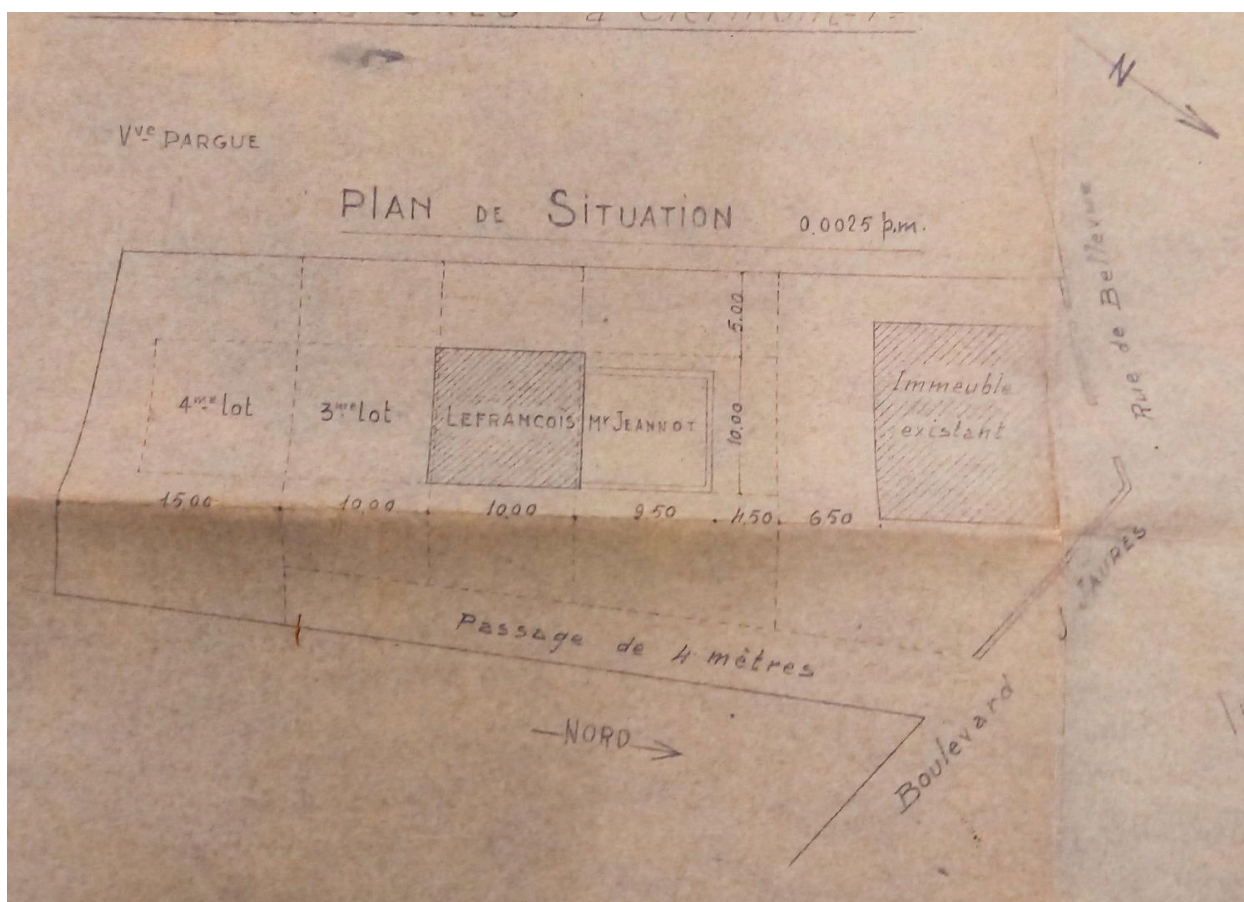 à Clermont-F
N
Vve PARGUE
PLAN DE SITUATION 0.0025 p.m.
Rue de Bellevue
5.00
4me lot
3me lot
LEFRANCOIS
Mr JEANNOT
10.00
Immeuble
existant
15.00
10.00
10.00
9.50
4.50
6.50
JAURES
Passage de 4 mètres
NORD
Boulevard